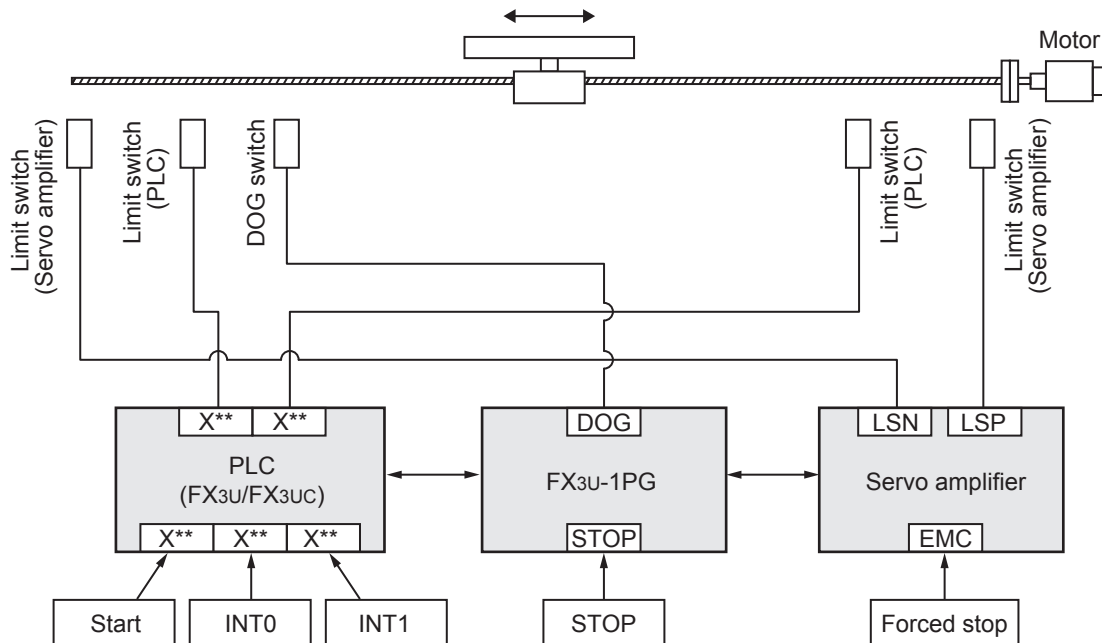 Motor
Limit switch
(Servo amplifier)
Limit switch
(PLC)
DOG switch
Limit switch
(PLC)
Limit switch
(Servo amplifier)
X** X**
DOG
LSN LSP
PLC
(FX3U/FX3UC)
FX3U-1PG
Servo amplifier
X** X** X**
STOP
EMC
Start
INT0
INT1
STOP
Forced stop